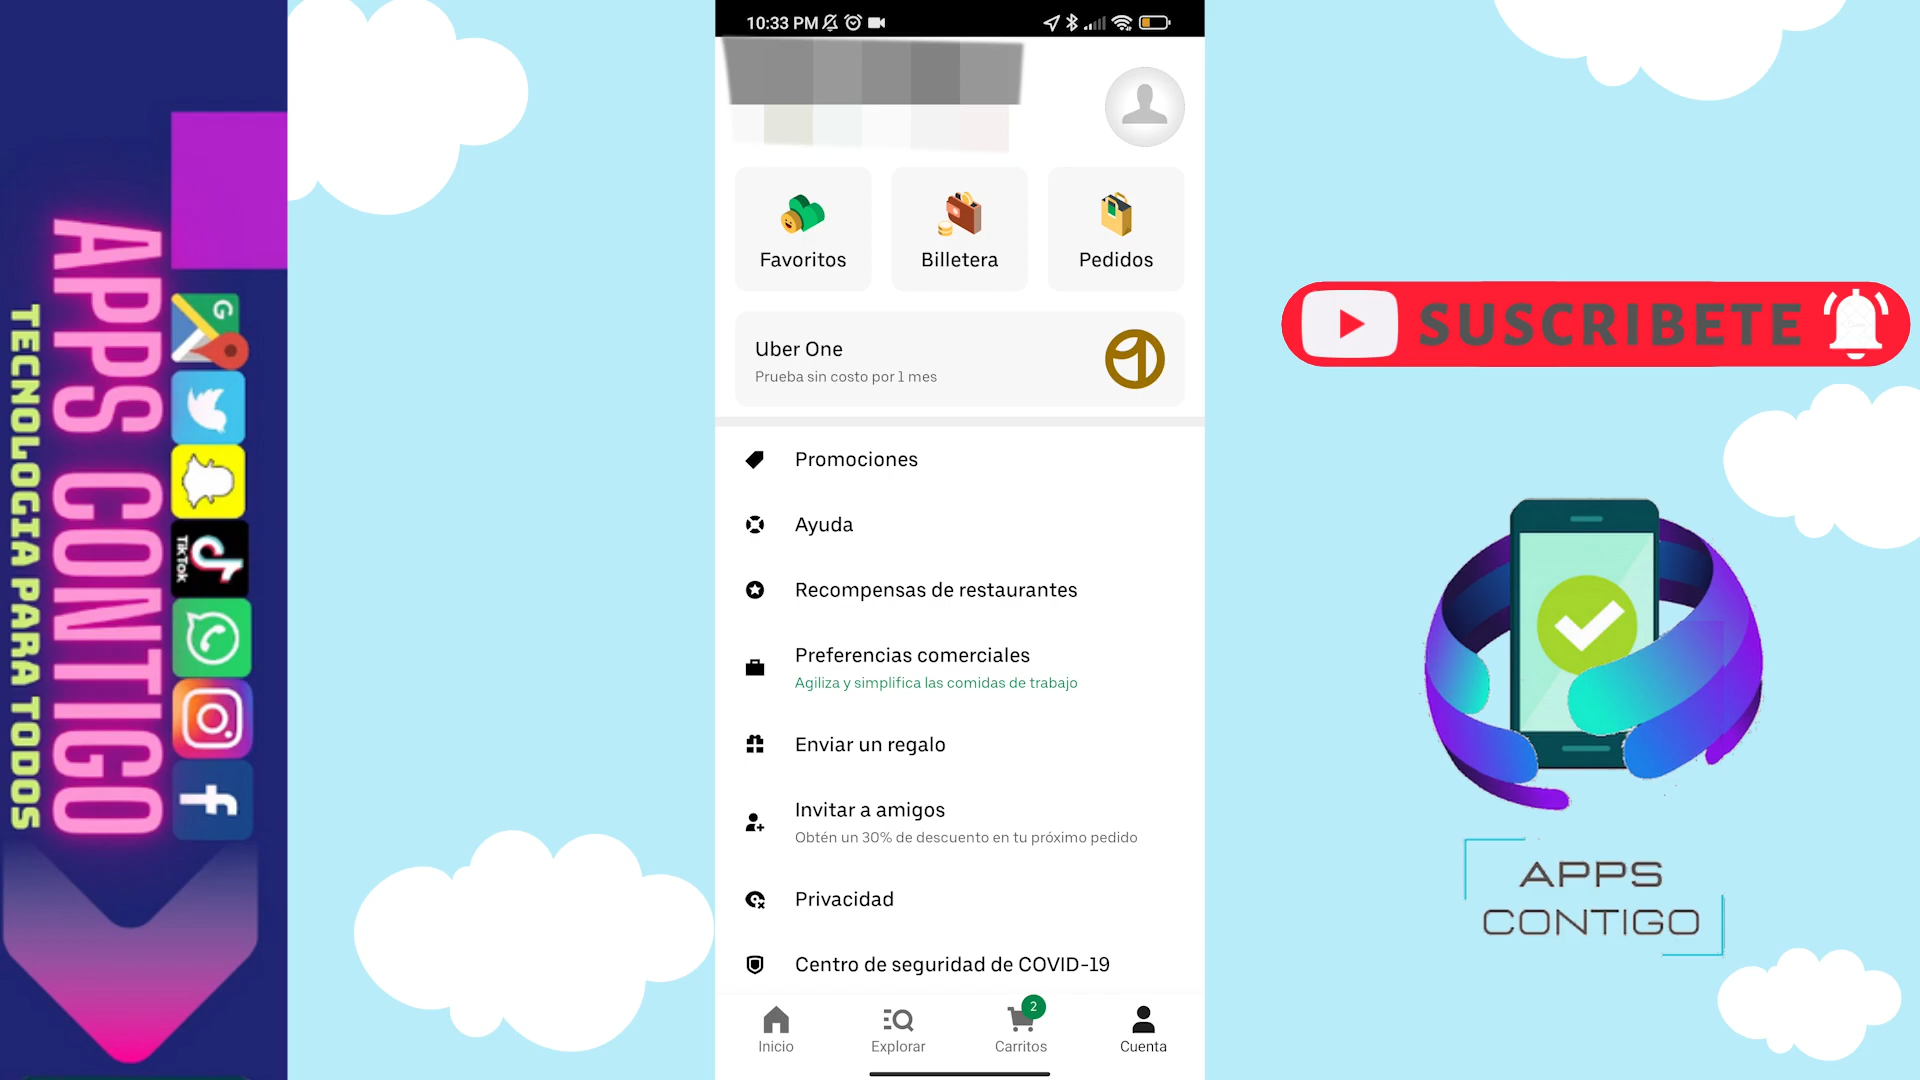 APPS CONTIGO
TECNOLOGIA PARA TODOS
G
TikTok
10:33 PM
Favoritos
Billetera
Pedidos
Uber One
Prueba sin costo por 1 mes
Promociones
Ayuda
Recompensas de restaurantes
Preferencias comerciales
Agiliza y simplifica las comidas de trabajo
Enviar un regalo
Invitar a amigos
Obtén un 30% de descuento en tu próximo pedido
Privacidad
Centro de seguridad de COVID-19
2
Inicio
Explorar
Carritos
Cuenta
SUSCRIBETE
APPS
CONTIGO